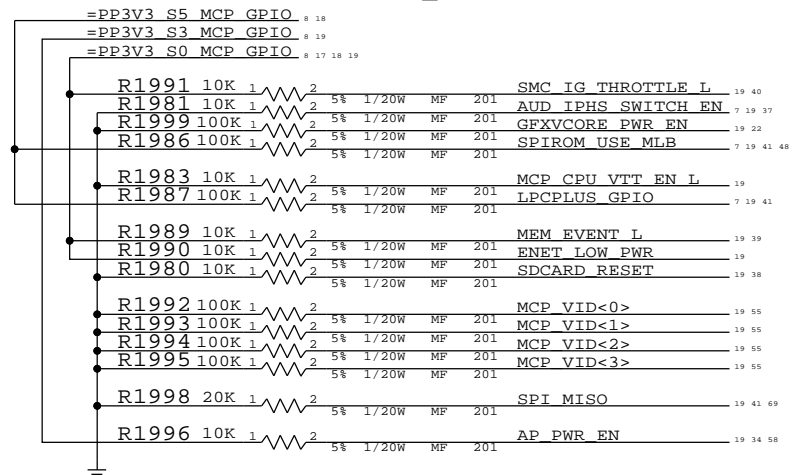 =PP3V3_S5_MCP_GPIO 8 18
=PP3V3_S3_MCP_GPIO 8 19
=PP3V3_S0_MCP_GPIO 8 17 18 19
R1991 10K 1 2 5% 1/20W MF 201 SMC_IG_THROTTLE_L 19 40
R1981 10K 1 2 5% 1/20W MF 201 AUD_IPHS_SWITCH_EN 7 19 37
R1999 100K 1 2 5% 1/20W MF 201 GFXVCORE_PWR_EN 19 22
R1986 100K 1 2 5% 1/20W MF 201 SPIROM_USE_MLB 7 19 41 48
R1983 10K 1 2 5% 1/20W MF 201 MCP_CPU_VTT_EN_L 19
R1987 100K 1 2 5% 1/20W MF 201 LPCPLUS_GPIO 7 19 41
R1989 10K 1 2 5% 1/20W MF 201 MEM_EVENT_L 19 39
R1990 10K 1 2 5% 1/20W MF 201 ENET_LOW_PWR 19
R1980 10K 1 2 5% 1/20W MF 201 SDCARD_RESET 19 38
R1992 100K 1 2 5% 1/20W MF 201 MCP_VID<0> 19 55
R1993 100K 1 2 5% 1/20W MF 201 MCP_VID<1> 19 55
R1994 100K 1 2 5% 1/20W MF 201 MCP_VID<2> 19 55
R1995 100K 1 2 5% 1/20W MF 201 MCP_VID<3> 19 55
R1998 20K 1 2 5% 1/20W MF 201 SPI_MISO 19 41 69
R1996 10K 1 2 5% 1/20W MF 201 AP_PWR_EN 19 34 58